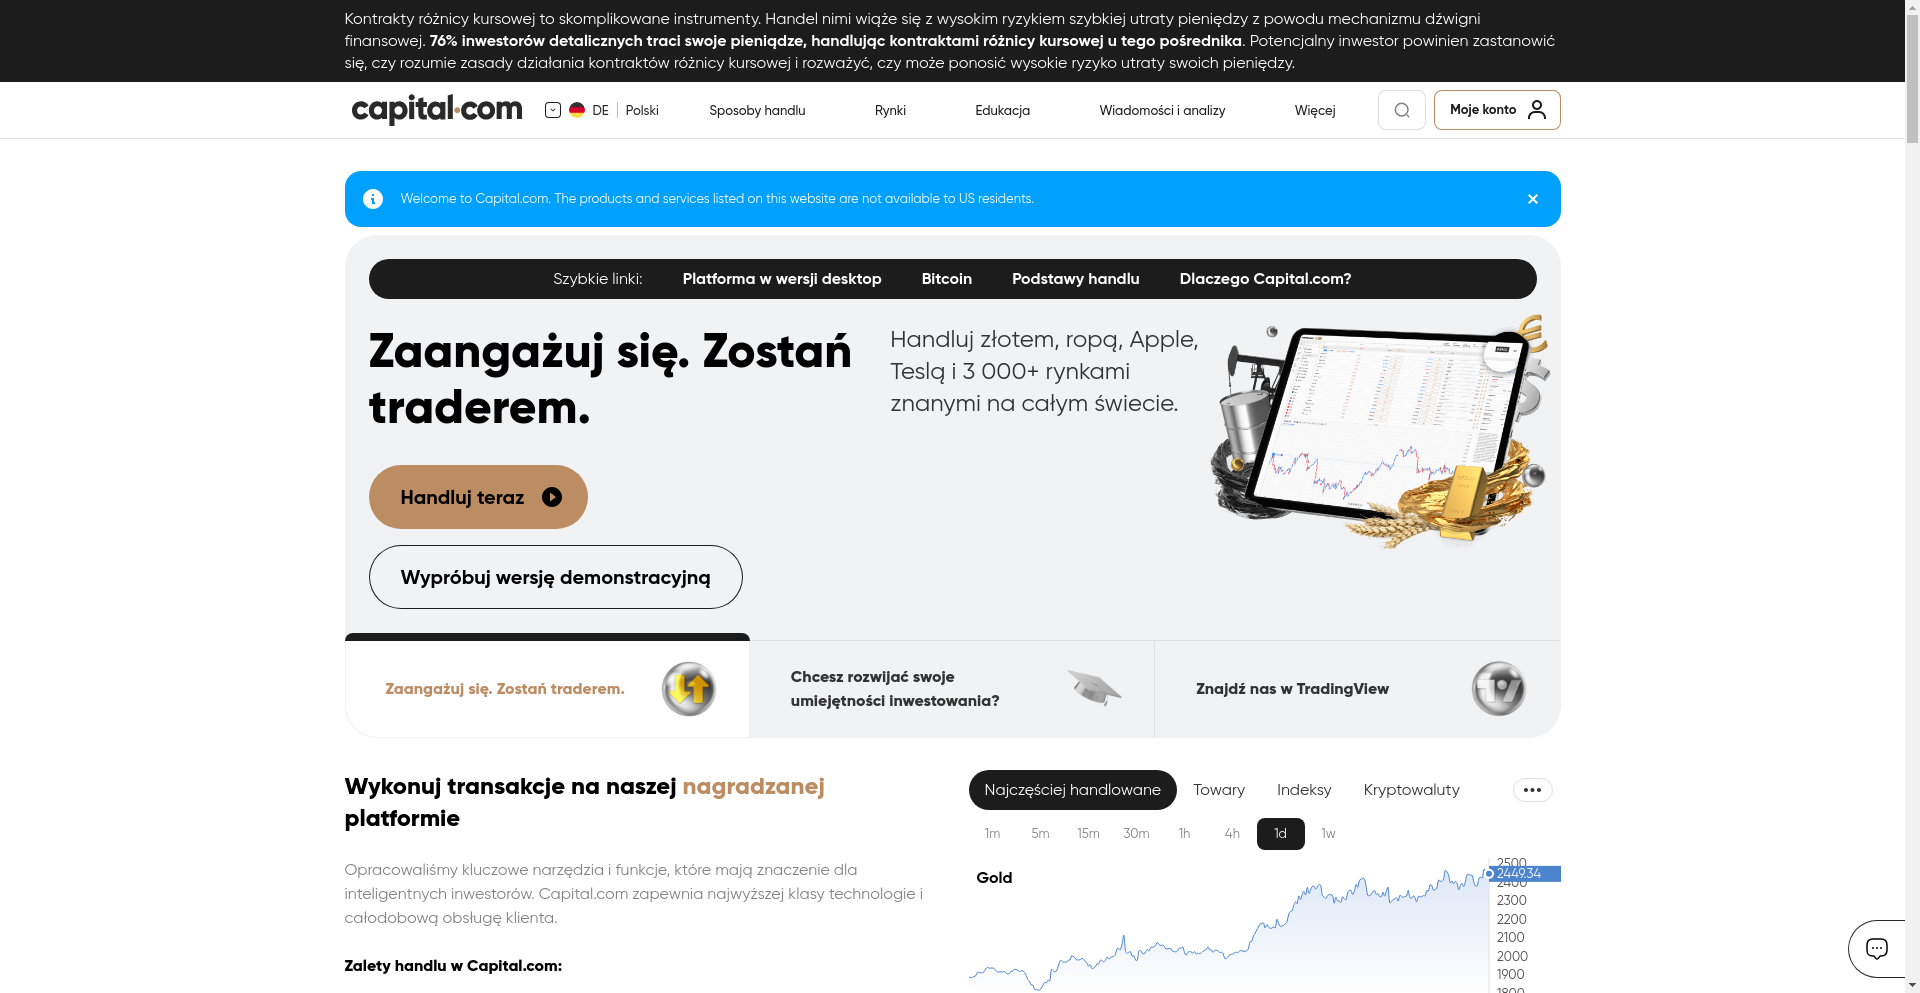 Kontrakty różnicy kursowej to skomplikowane instrumenty. Handel nimi wiąże się z wysokim ryzykiem szybkiej utraty pieniędzy z powodu mechanizmu dźwigni
finansowej. 76% inwestorów detalicznych traci swoje pieniądze, handlując kontraktami różnicy kursowej u tego pośrednika. Potencjalny inwestor powinien zastanowić
się, czy rozumie zasady działania kontraktów różnicy kursowej i rozważyć, czy może ponosić wysokie ryzyko utraty swoich pieniędzy.
capital.com
DE Polski
Sposoby handlu
Rynki
Edukacja
Wiadomości i analizy
Więcej
Moje konto
Welcome to Capital.com. The products and services listed on this website are not available to US residents.
Szybkie linki:
Platforma w wersji desktop
Bitcoin
Podstawy handlu
Dlaczego Capital.com?
Zaangażuj się. Zostań
traderem.
Handluj złotem, ropą, Apple,
Teslą i 3 000+ rynkami
znanymi na całym świecie.
Handluj teraz
Wypróbuj wersję demonstracyjną
Zaangażuj się. Zostań traderem.
Chcesz rozwijać swoje
umiejętności inwestowania?
Znajdź nas w TradingView
Wykonuj transakcje na naszej nagradzanej
platformie
Opracowaliśmy kluczowe narzędzia i funkcje, które mają znaczenie dla
inteligentnych inwestorów. Capital.com zapewnia najwyższej klasy technologie i
całodobową obsługę klienta.
Zalety handlu w Capital.com:
Najczęściej handlowane
Towary
Indeksy
Kryptowaluty
1m
5m
15m
30m
1h
4h
1d
1w
Gold
2500
2449.34
2400
2300
2200
2100
2000
1900
1800